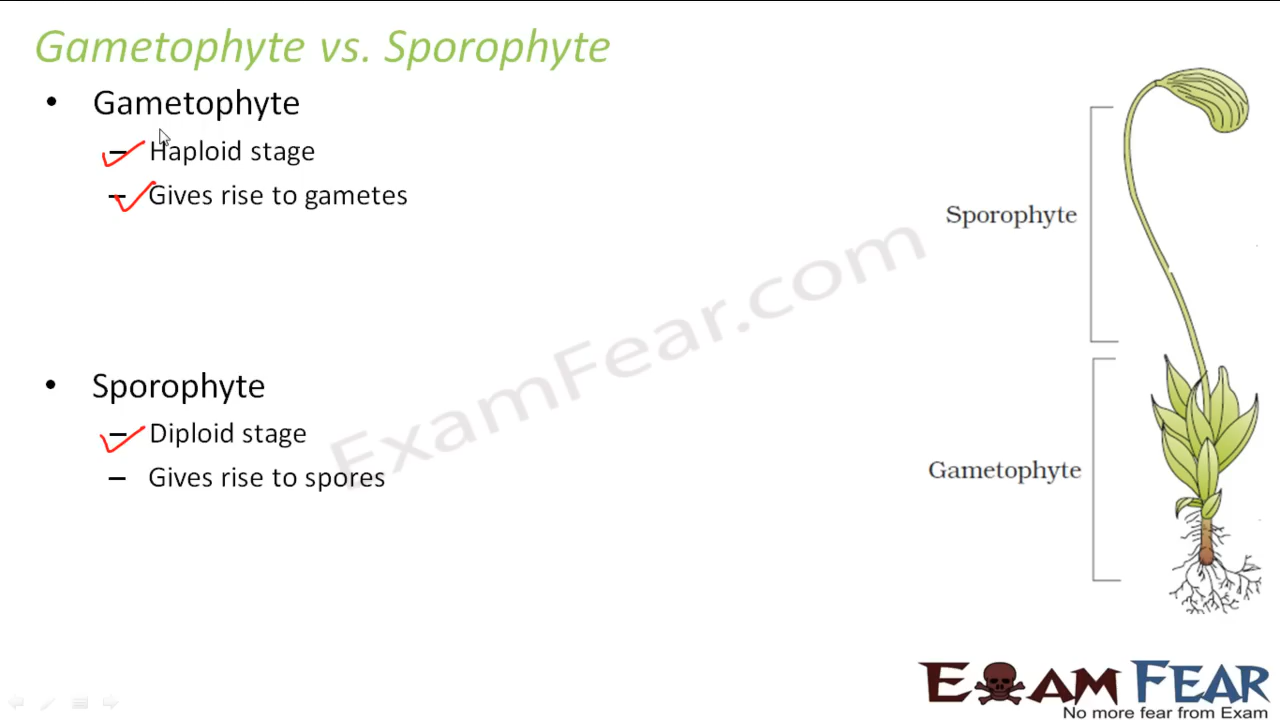 Gametophyte vs. Sporophyte
• Gametophyte
– Haploid stage
– Gives rise to gametes
• Sporophyte
– Diploid stage
– Gives rise to spores
Sporophyte
Gametophyte
ExamFear.com
EXAM FEAR
No more fear from Exam